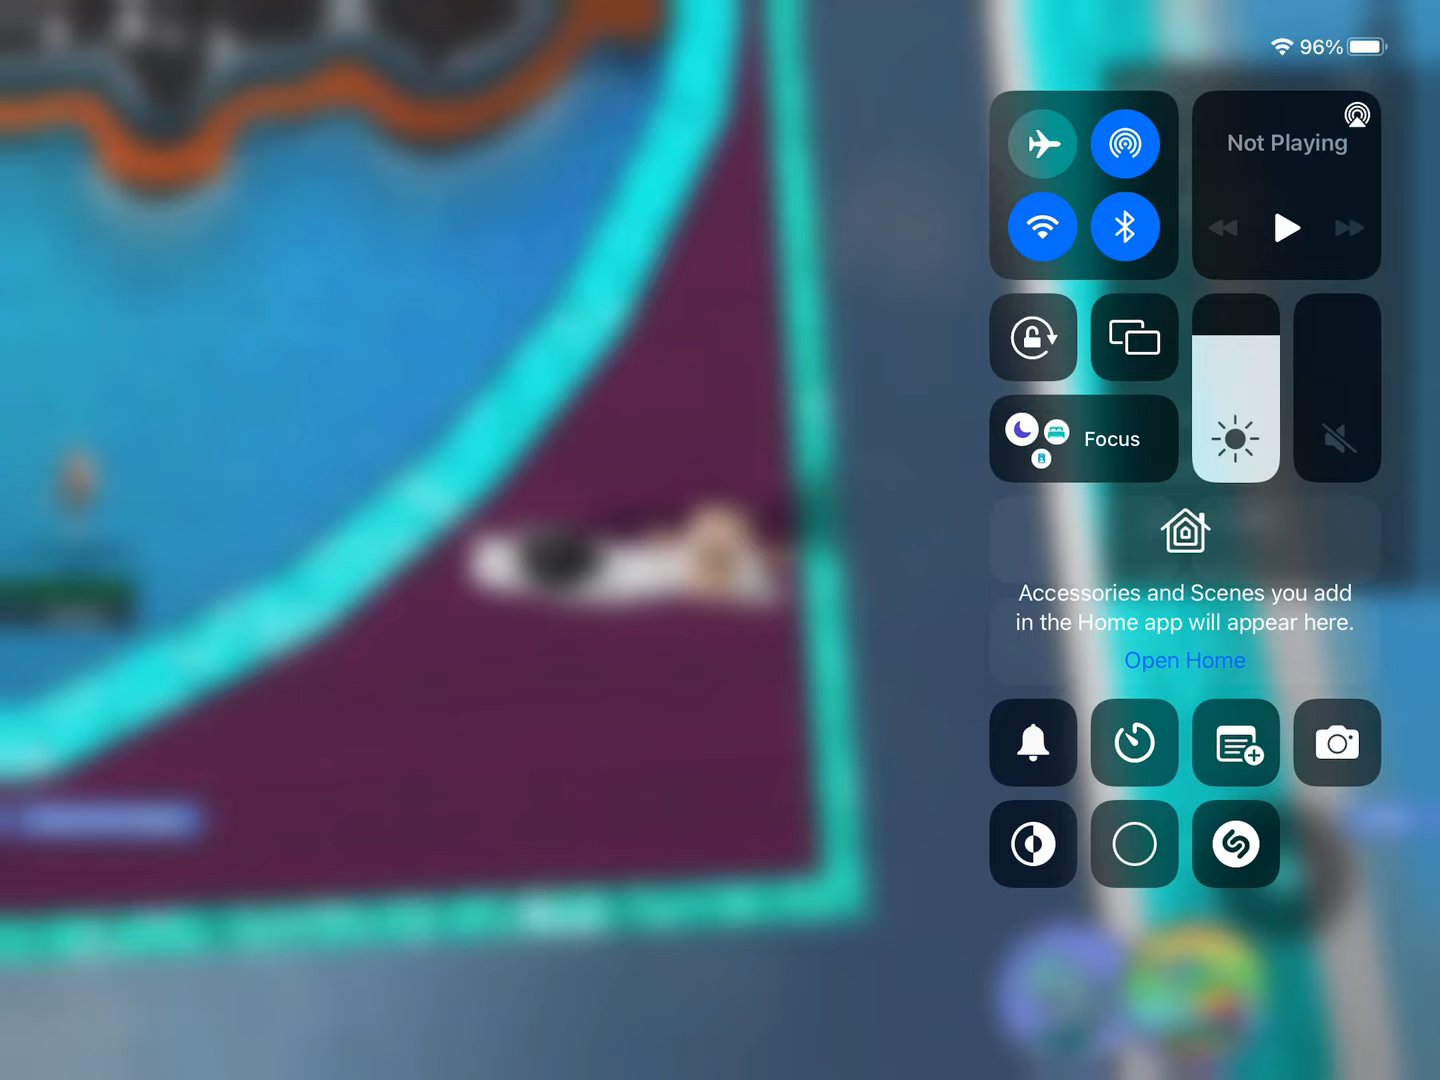 96%
Not Playing
Focus
Accessories and Scenes you add
in the Home app will appear here.
Open Home